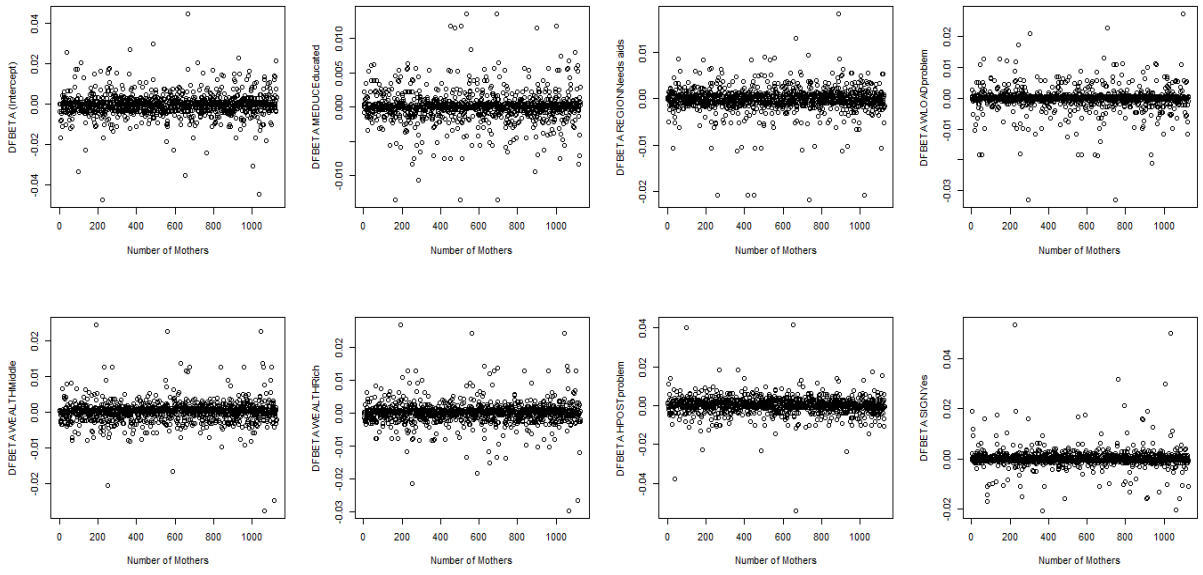 DFBETA (Intercept)
0.04
0.02
0.00
-0.02
-0.04
0 200 400 600 800 1000
Number of Mothers
DFBETA MEDUCEducated
0.010
0.005
0.000
-0.010
0 200 400 600 800 1000
Number of Mothers
DFBETA REGIONNeeds aids
0.01
0.00
-0.01
-0.02
0 200 400 600 800 1000
Number of Mothers
DFBETA WLOADproblem
0.02
0.01
0.00
-0.01
-0.03
0 200 400 600 800 1000
Number of Mothers
DFBETA WEALTHMiddle
0.02
0.01
0.00
-0.01
-0.02
0 200 400 600 800 1000
Number of Mothers
DFBETA WEALTHRich
0.02
0.01
0.00
-0.01
-0.03
0 200 400 600 800 1000
Number of Mothers
DFBETA HPOSTproblem
0.04
0.02
0.00
-0.02
-0.04
0 200 400 600 800 1000
Number of Mothers
DFBETA SIGNYes
0.04
0.02
0.00
-0.02
0 200 400 600 800 1000
Number of Mothers